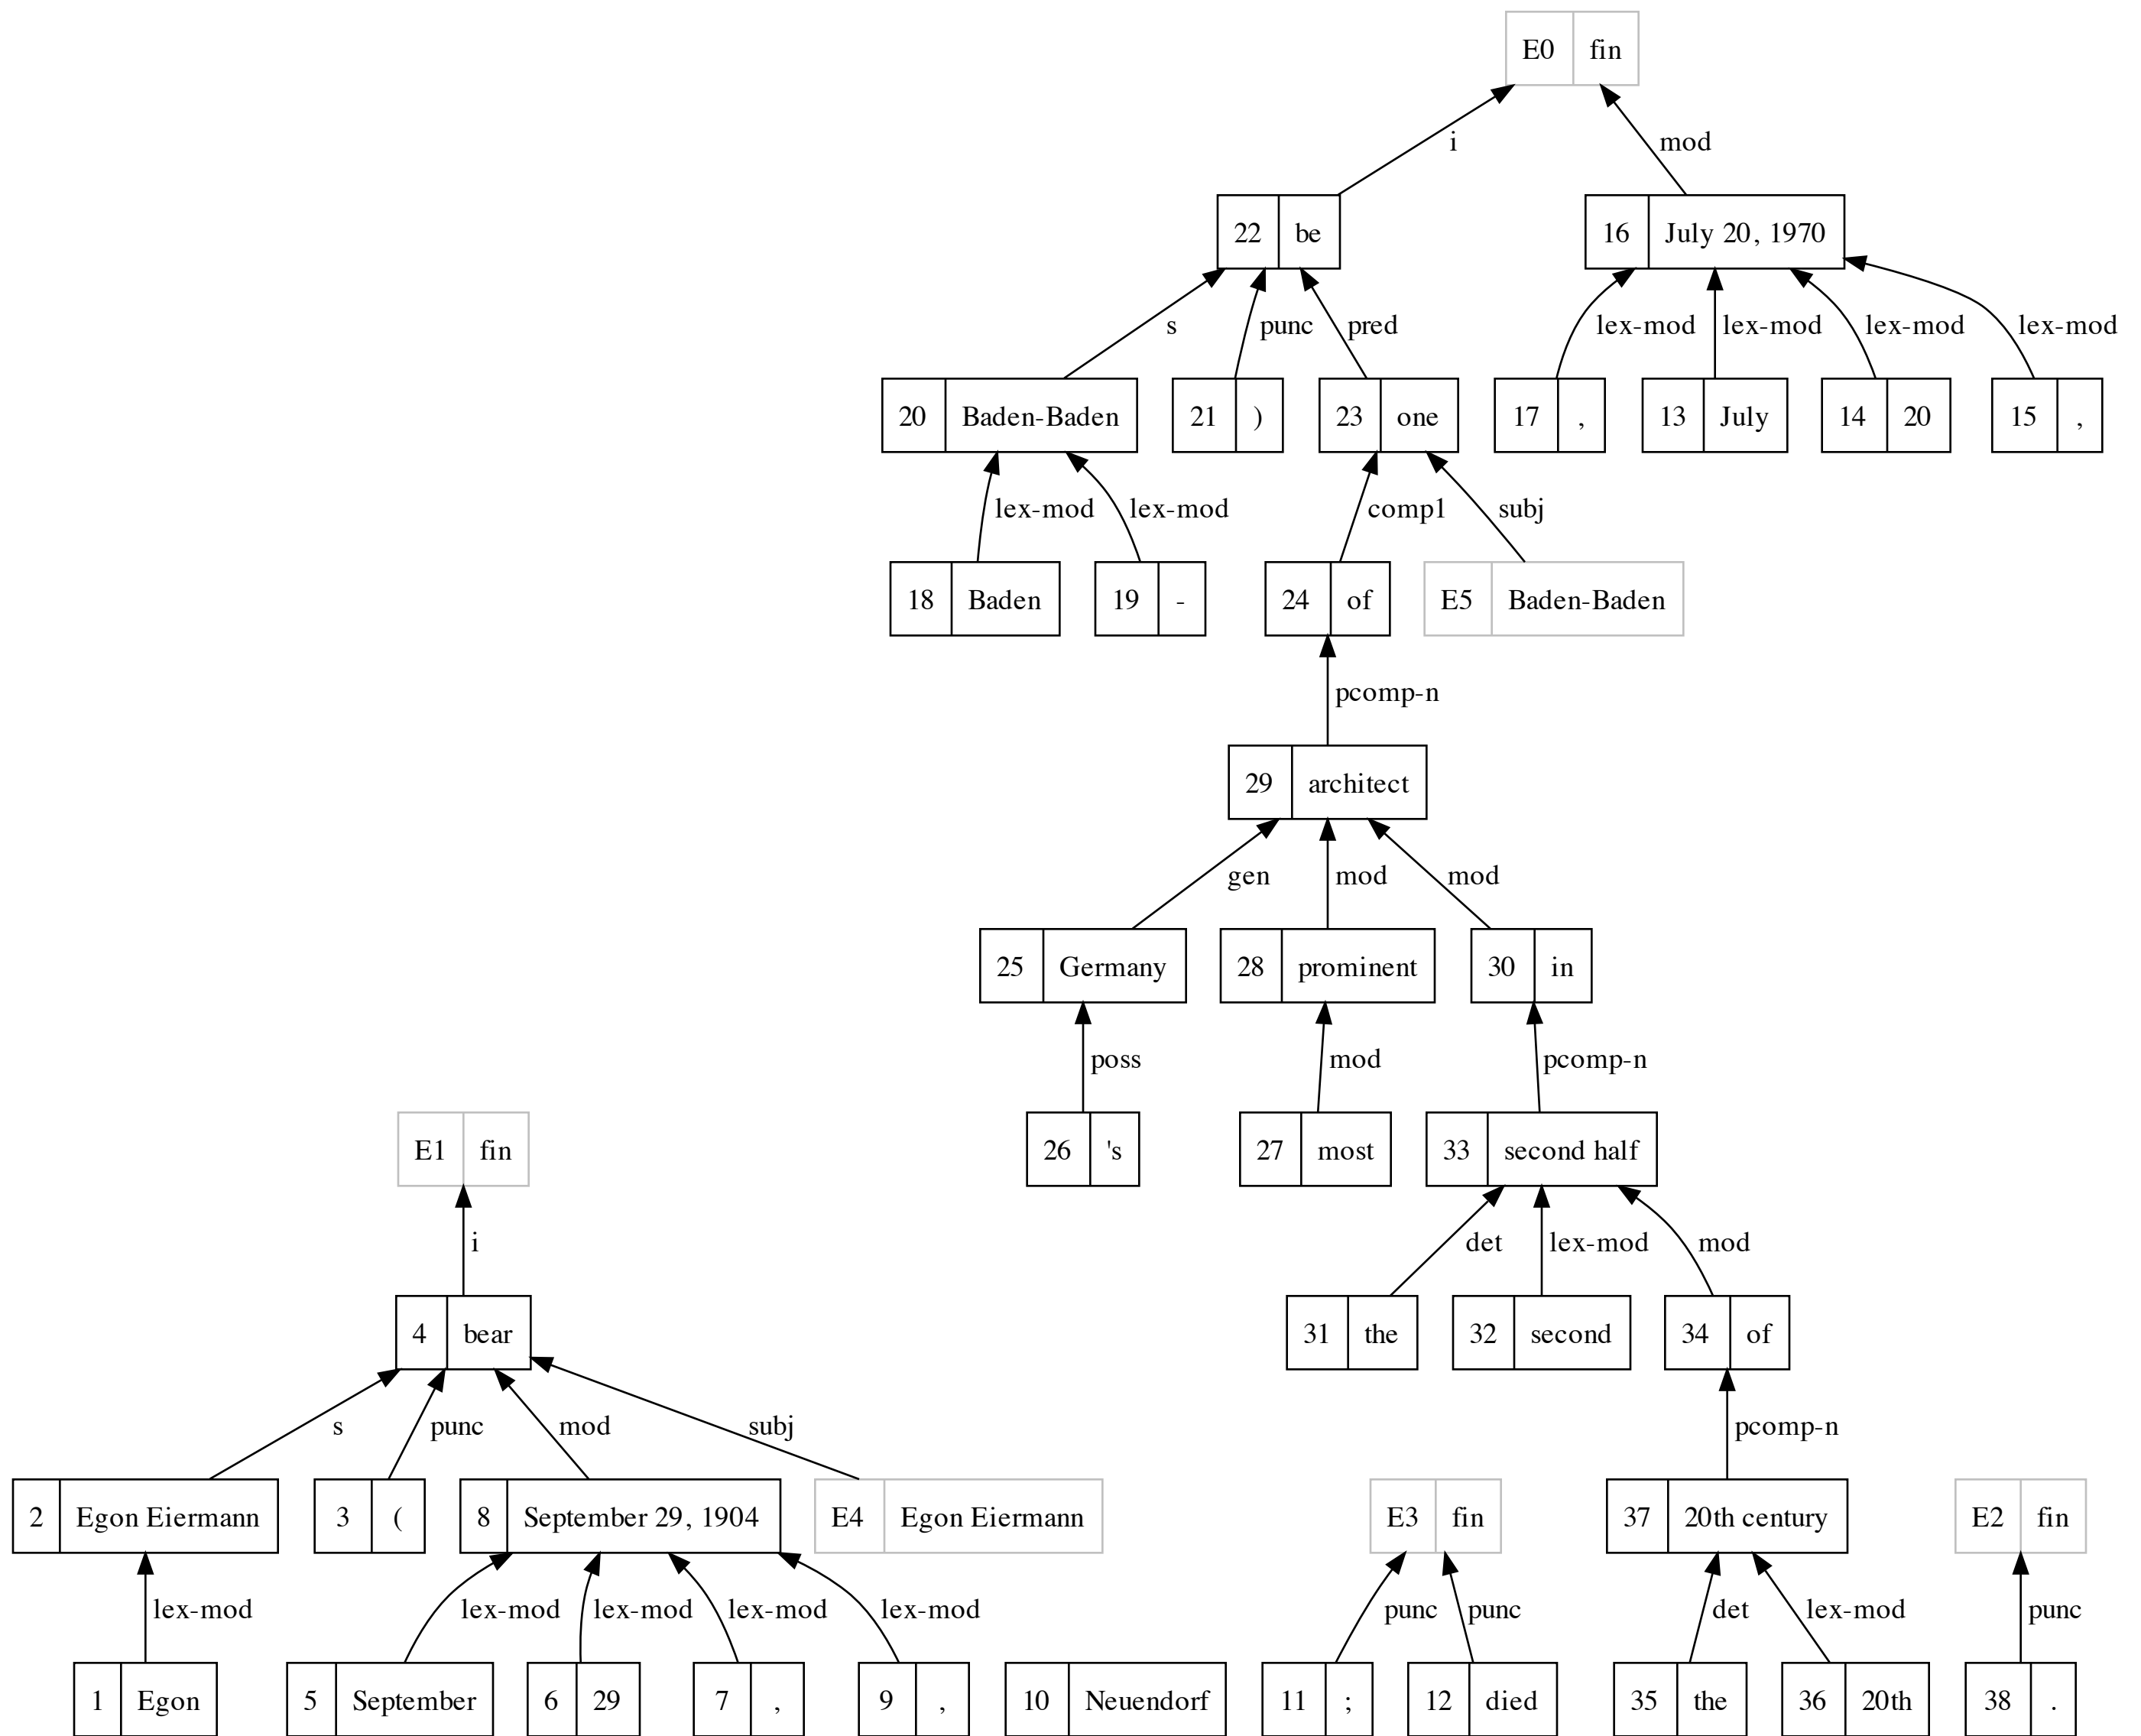 E0 fin
i mod
22 be 16 July 20, 1970
s punc pred lex-mod lex-mod lex-mod lex-mod
20 Baden-Baden 21 ) 23 one 17 , 13 July 14 20 15 ,
lex-mod lex-mod comp1 subj
18 Baden 19 - 24 of E5 Baden-Baden
pcomp-n
29 architect
gen mod mod
25 Germany 28 prominent 30 in
poss mod pcomp-n
E1 fin 26 's 27 most 33 second half
i det lex-mod mod
4 bear 31 the 32 second 34 of
s punc mod subj pcomp-n
2 Egon Eiermann 3 ( 8 September 29, 1904 E4 Egon Eiermann E3 fin 37 20th century E2 fin
lex-mod lex-mod lex-mod lex-mod lex-mod punc punc det lex-mod punc
1 Egon 5 September 6 29 7 , 9 , 10 Neuendorf 11 ; 12 died 35 the 36 20th 38 .